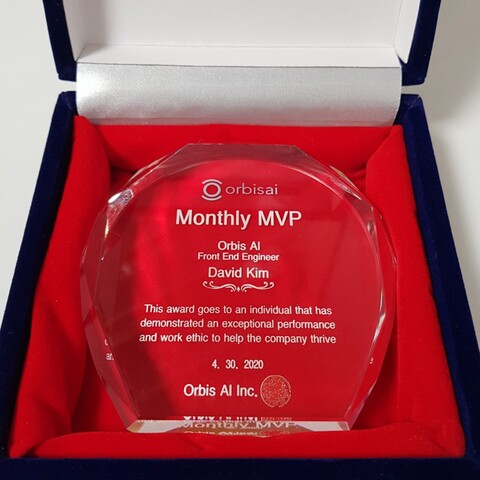 orbisai
Monthly MVP
Orbis AI
Front End Engineer
David Kim
This award goes to an individual that has
demonstrated an exceptional performance
and work ethic to help the company thrive
4. 30. 2020
Orbis AI Inc.